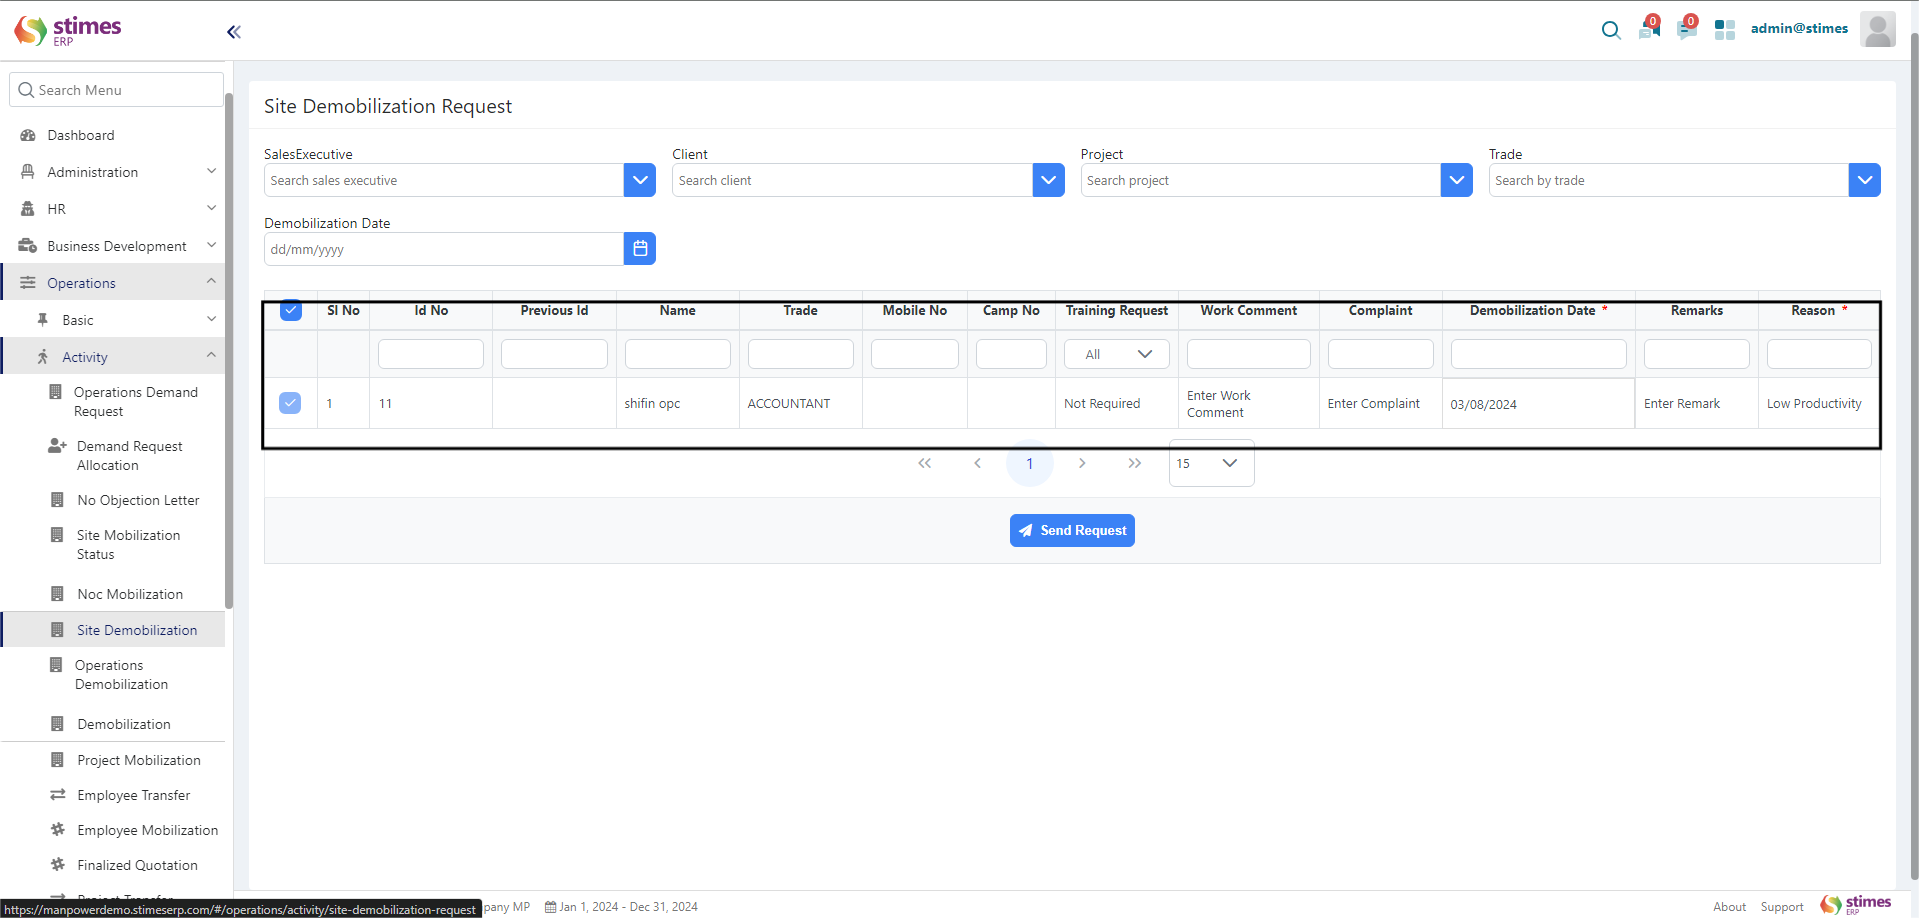 stimes
ERP
0
0
admin@stimes
Search Menu
Dashboard
Administration
HR
Business Development
Operations
Basic
Activity
Operations Demand
Request
Demand Request
Allocation
No Objection Letter
Site Mobilization
Status
Noc Mobilization
Site Demobilization
Operations
Demobilization
Demobilization
Project Mobilization
Employee Transfer
Employee Mobilization
Finalized Quotation
Project Transfer
Site Demobilization Request
SalesExecutive Client Project Trade
Search sales executive Search client Search project Search by trade
Demobilization Date
dd/mm/yyyy
Sl No Id No Previous Id Name Trade Mobile No Camp No Training Request Work Comment Complaint Demobilization Date * Remarks Reason *
All
1 11 shifin opc ACCOUNTANT Not Required Enter Work Comment Enter Complaint 03/08/2024 Enter Remark Low Productivity
1 15
Send Request
https://manpowerdemo.stimeserp.com/#/operations/activity/site-demobilization-request
pany MP Jan 1, 2024 - Dec 31, 2024
About Support stimes
ERP